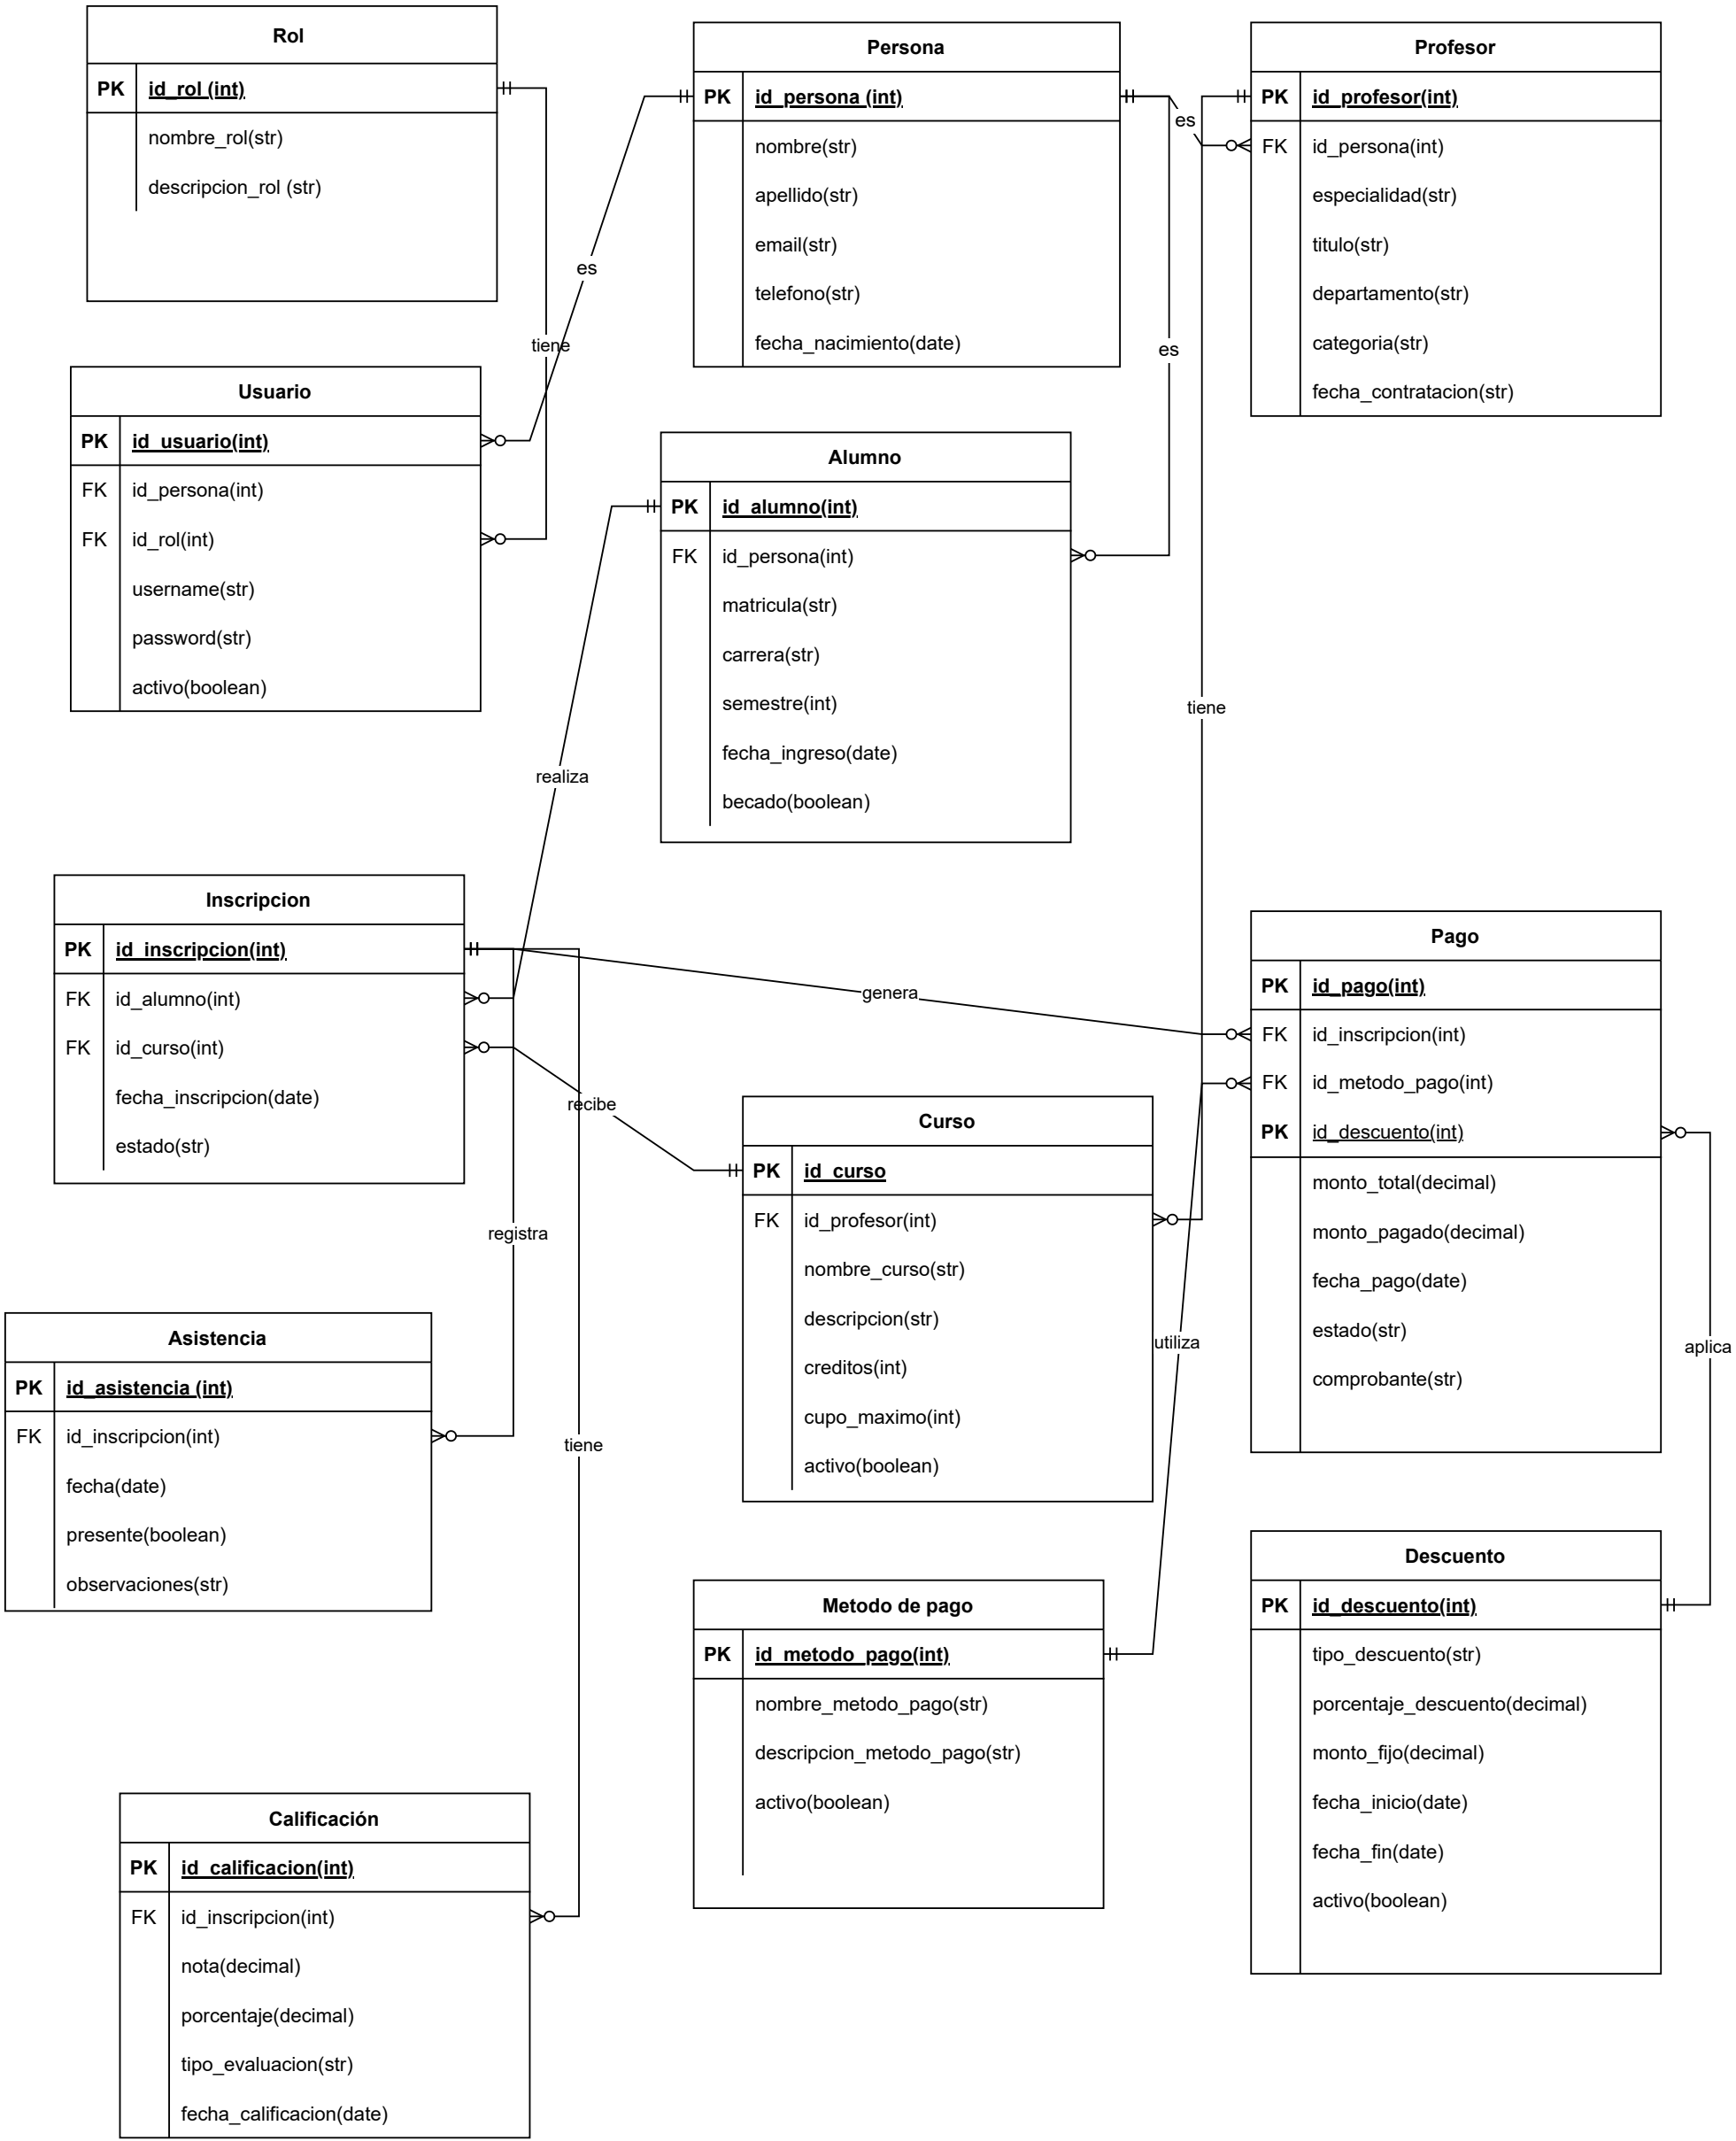 Rol
PK id_rol (int)
nombre_rol(str)
descripcion_rol (str)
Persona
PK id_persona (int)
nombre(str)
apellido(str)
email(str)
telefono(str)
fecha_nacimiento(date)
Profesor
PK id_profesor(int)
FK id_persona(int)
especialidad(str)
titulo(str)
departamento(str)
categoria(str)
fecha_contratacion(str)
es
es
tiene
es
Usuario
PK id_usuario(int)
FK id_persona(int)
FK id_rol(int)
username(str)
password(str)
activo(boolean)
Alumno
PK id_alumno(int)
FK id_persona(int)
matricula(str)
carrera(str)
semestre(int)
fecha_ingreso(date)
becado(boolean)
tiene
realiza
Inscripcion
PK id_inscripcion(int)
FK id_alumno(int)
FK id_curso(int)
fecha_inscripcion(date)
estado(str)
genera
recibe
Pago
PK id_pago(int)
FK id_inscripcion(int)
FK id_metodo_pago(int)
PK id_descuento(int)
monto_total(decimal)
monto_pagado(decimal)
fecha_pago(date)
estado(str)
comprobante(str)
Curso
PK id_curso
FK id_profesor(int)
nombre_curso(str)
descripcion(str)
creditos(int)
cupo_maximo(int)
activo(boolean)
registra
utiliza
aplica
Asistencia
PK id_asistencia (int)
FK id_inscripcion(int)
fecha(date)
presente(boolean)
observaciones(str)
tiene
Metodo de pago
PK id_metodo_pago(int)
nombre_metodo_pago(str)
descripcion_metodo_pago(str)
activo(boolean)
Descuento
PK id_descuento(int)
tipo_descuento(str)
porcentaje_descuento(decimal)
monto_fijo(decimal)
fecha_inicio(date)
fecha_fin(date)
activo(boolean)
Calificación
PK id_calificacion(int)
FK id_inscripcion(int)
nota(decimal)
porcentaje(decimal)
tipo_evaluacion(str)
fecha_calificacion(date)